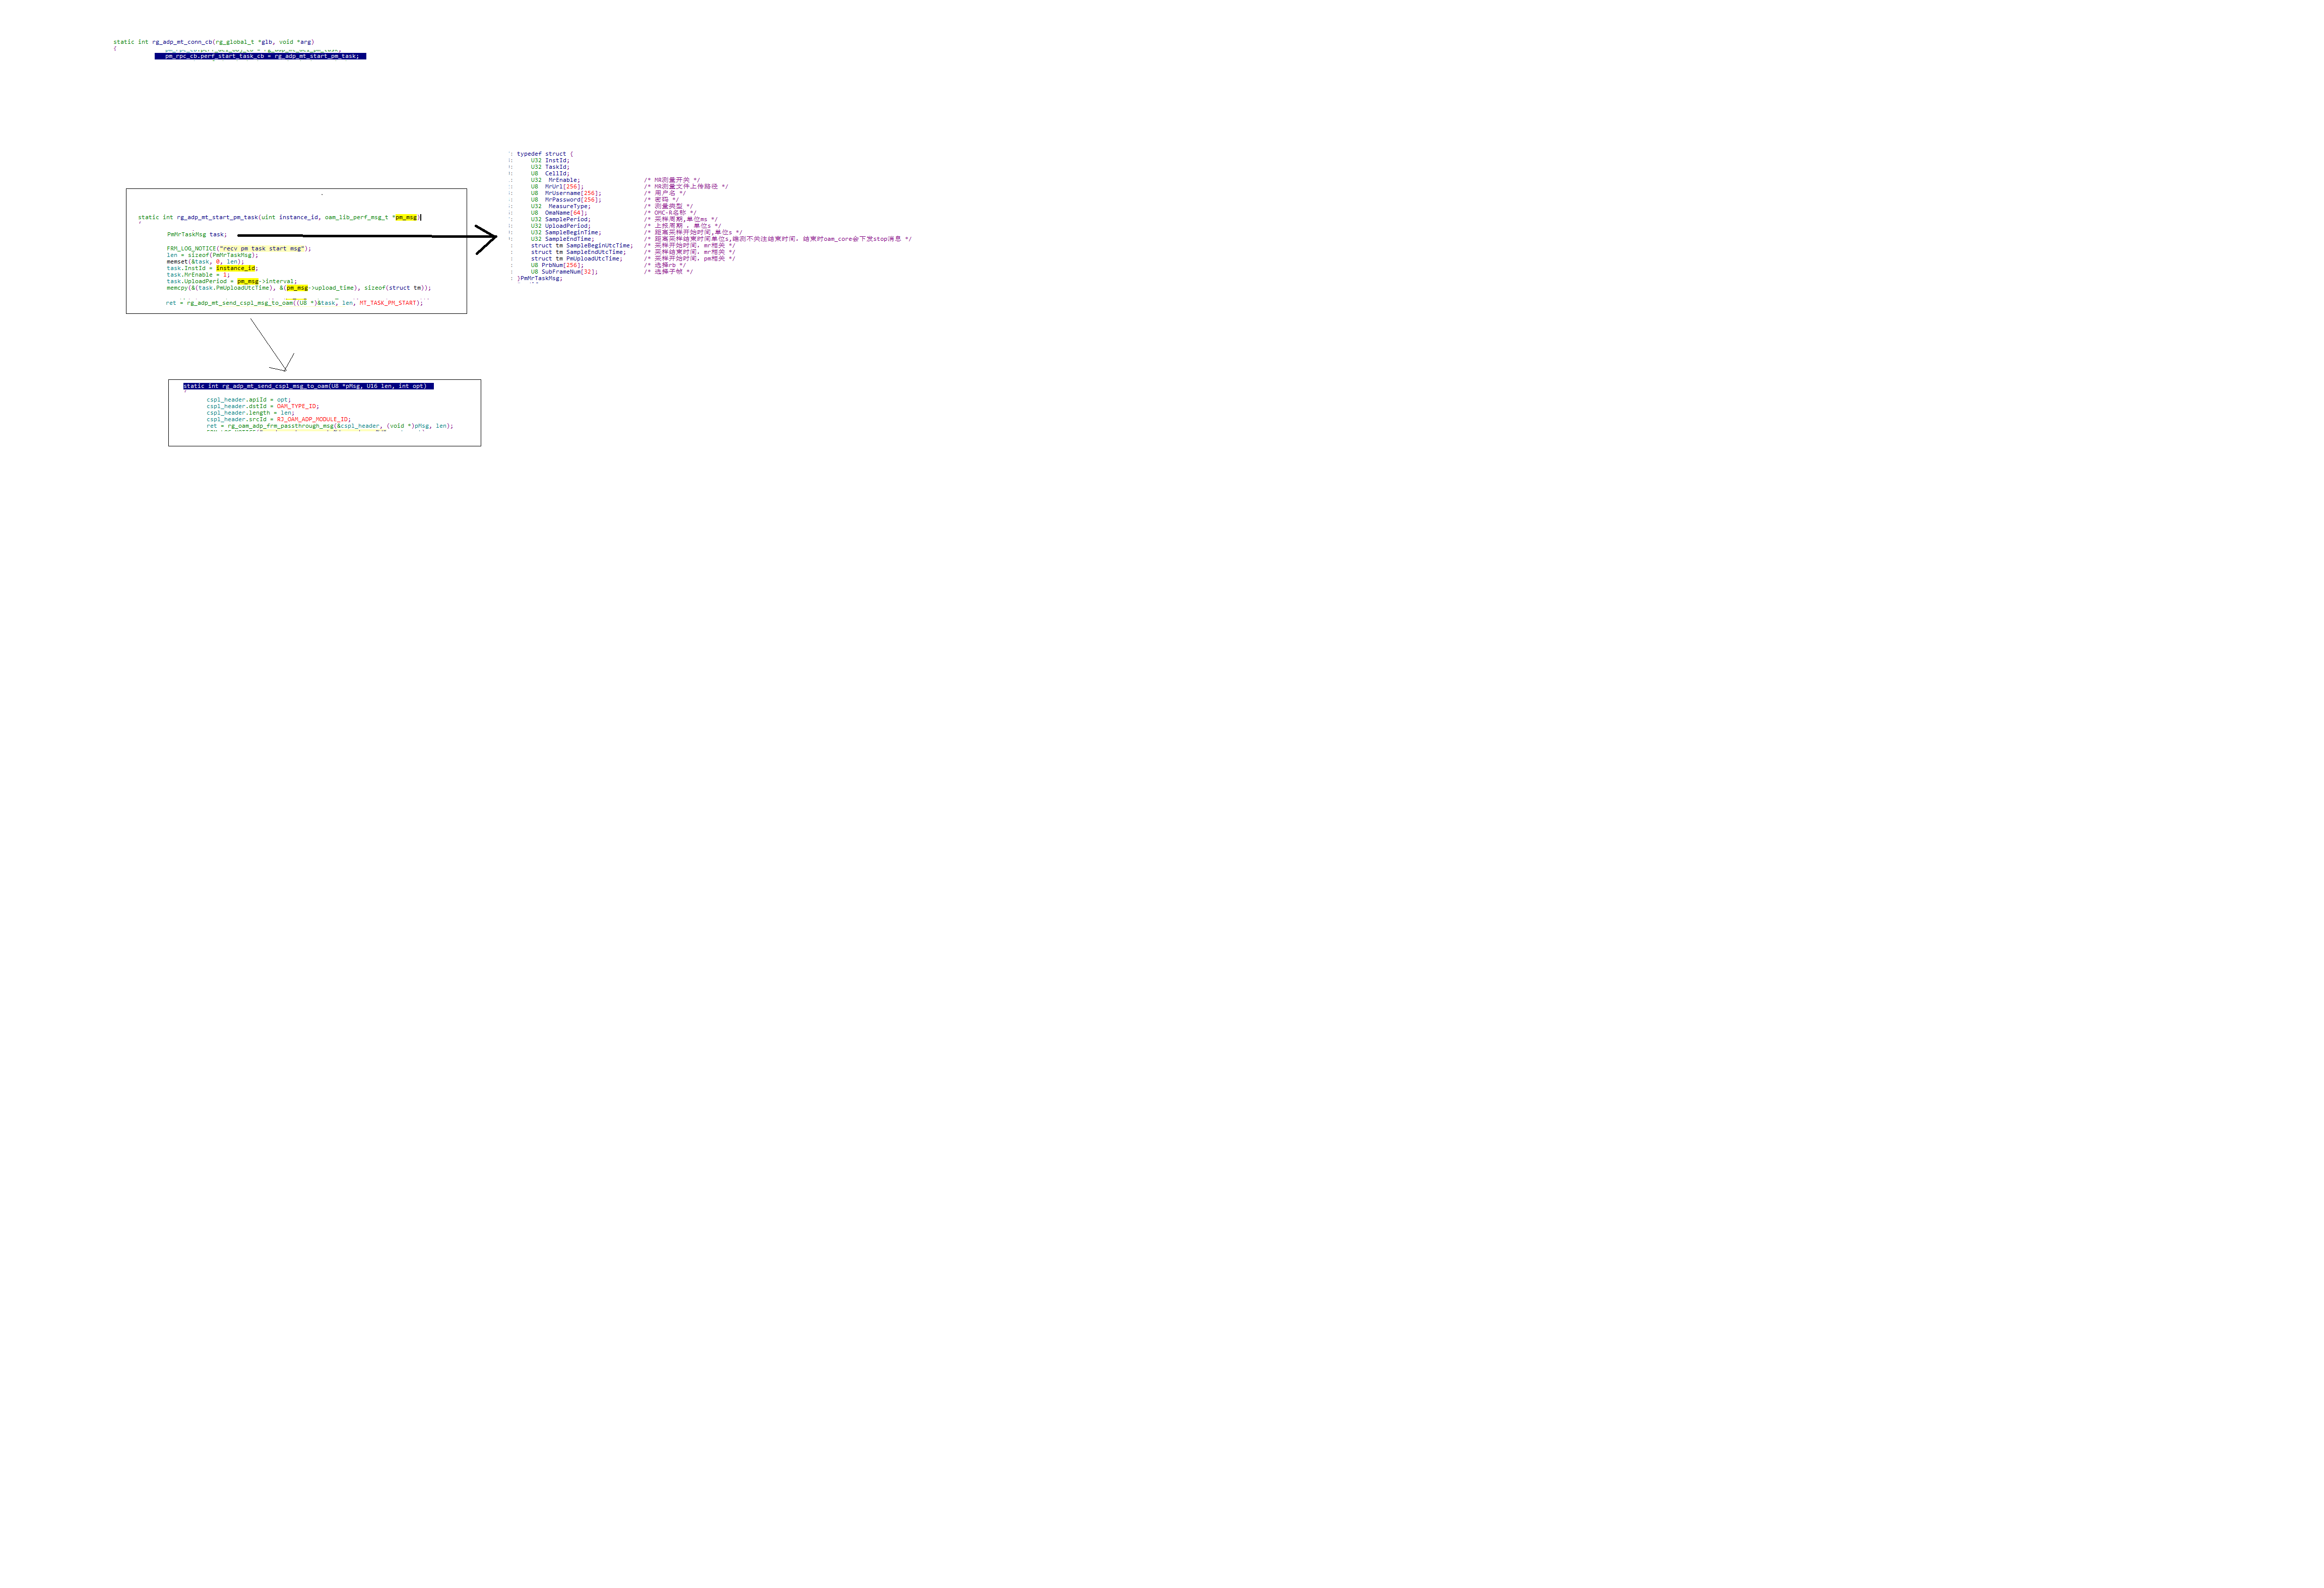 static int rg_adp_mt_conn_cb(rg_global_t *glb, void *arg)
{
pm_rpc_cb.perf_start_task_cb = rg_adp_mt_start_pm_task;
typedef struct {
U32 InstId;
U32 TaskId;
U8 CellId;
U32 MrEnable; /* MR测量开关 */
U8 MrUrl[256]; /* MR测量文件上传路径 */
U8 MrUsername[256]; /* 用户名 */
U8 MrPassword[256]; /* 密码 */
U32 MeasureType; /* 测量类型 */
U8 OmaName[64]; /* OMC-R名称 */
U32 SamplePeriod; /* 采样周期,单位ms */
U32 UploadPeriod; /* 上报周期 , 单位s */
U32 SampleBeginTime; /* 距离采样开始时间,单位s */
U32 SampleEndTime; /* 距离采样结束时间单位s,端测不关注结束时间. 结束时oam_core会下发stop消息 */
struct tm SampleBeginUtcTime; /* 采样开始时间. mr相关 */
struct tm SampleEndUtcTime; /* 采样结束时间. mr相关 */
struct tm PmUploadUtcTime; /* 采样开始时间. pm相关 */
U8 PrbNum[256]; /* 选择rb */
U8 SubFrameNum[32]; /* 选择子帧 */
}PmMrTaskMsg;
static int rg_adp_mt_start_pm_task(uint instance_id, oam_lib_perf_msg_t *pm_msg)
PmMrTaskMsg task;
FRM_LOG_NOTICE("recv pm task start msg");
len = sizeof(PmMrTaskMsg);
memset(&task, 0, len);
task.InstId = instance_id;
task.MrEnable = 1;
task.UploadPeriod = pm_msg->interval;
memcpy(&(task.PmUploadUtcTime), &(pm_msg->upload_time), sizeof(struct tm));
ret = rg_adp_mt_send_cspl_msg_to_oam((U8 *)&task, len, MT_TASK_PM_START);
static int rg_adp_mt_send_cspl_msg_to_oam(U8 *pMsg, U16 len, int opt)
cspl_header.apiId = opt;
cspl_header.dstId = OAM_TYPE_ID;
cspl_header.length = len;
cspl_header.srcId = RJ_OAM_ADP_MODULE_ID;
ret = rg_oam_adp_frm_passthrough_msg(&cspl_header, (void *)pMsg, len);